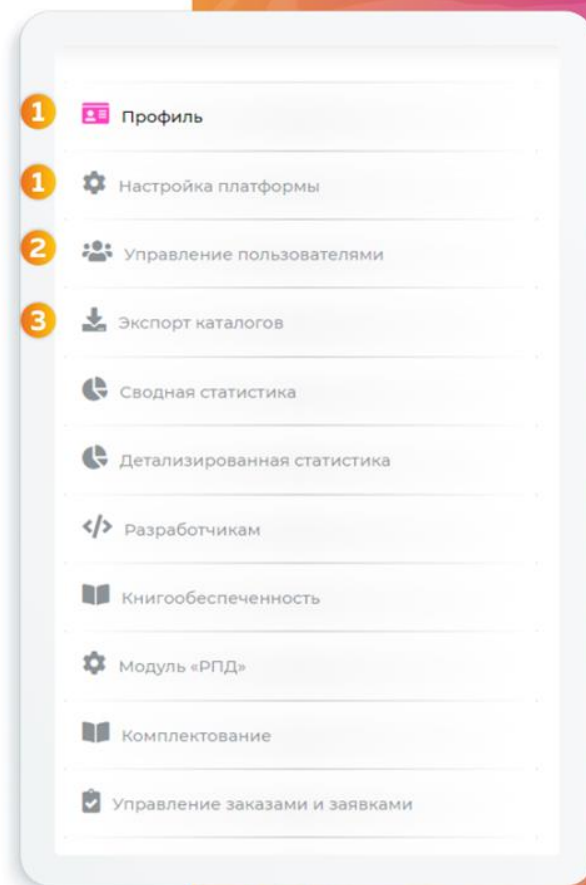 1 Профиль
1 Настройка платформы
2 Управление пользователями
3 Экспорт каталогов
Сводная статистика
Детализированная статистика
</> Разработчикам
Книгообеспеченность
Модуль «РПД»
Комплектование
Управление заказами и заявками